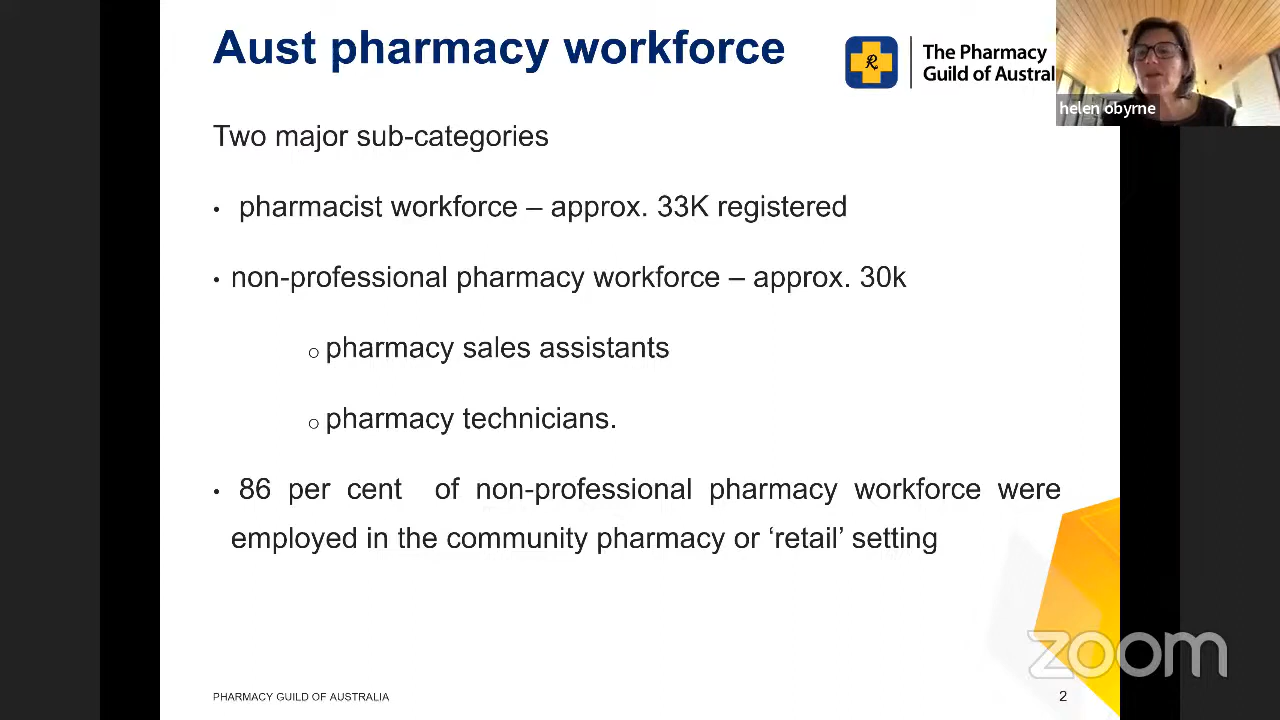 Aust pharmacy workforce
The Pharmacy
Guild of Austral
helen obyrne
Two major sub-categories
• pharmacist workforce – approx. 33K registered
• non-professional pharmacy workforce – approx. 30k
o pharmacy sales assistants
o pharmacy technicians.
• 86 per cent of non-professional pharmacy workforce were
employed in the community pharmacy or ‘retail’ setting
zoom
PHARMACY GUILD OF AUSTRALIA
2